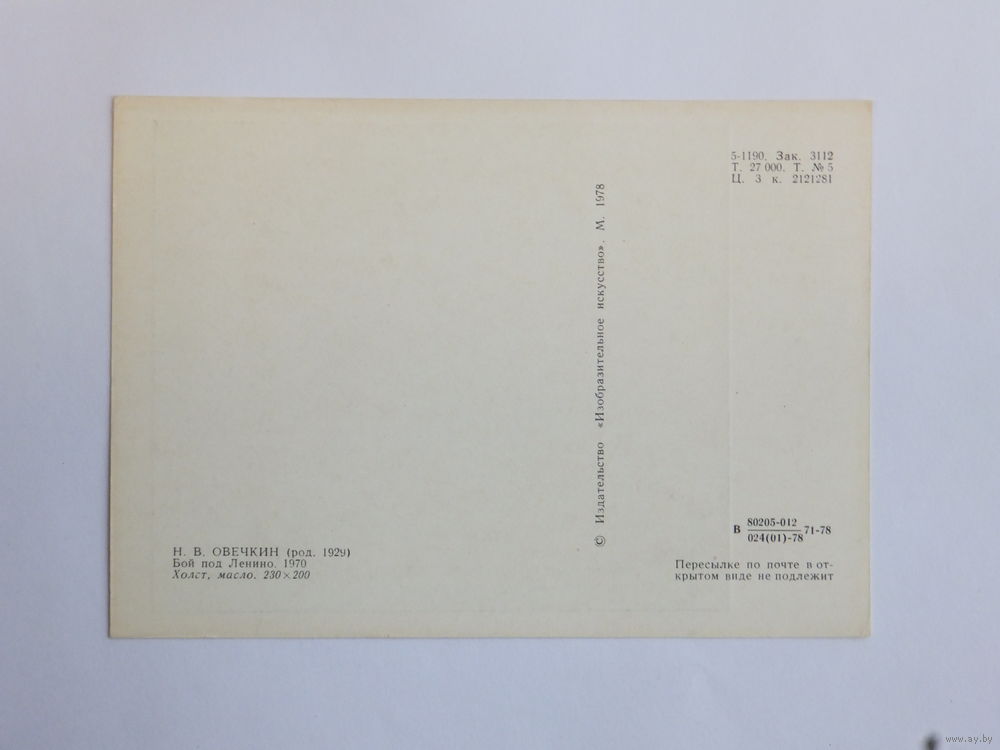 5-1190. Зак. 3112
Т. 27 000. Т. № 5
Ц. 3 к. 2121281
© Издательство «Изобразительное искусство». М. 1978
В 80205-012
024(01)-78 71-78
Н. В. ОВЕЧКИН (род. 1929)
Бой под Ленино. 1970
Холст, масло. 230×200
Пересылке по почте в от-
крытом виде не подлежит
www.ay.by